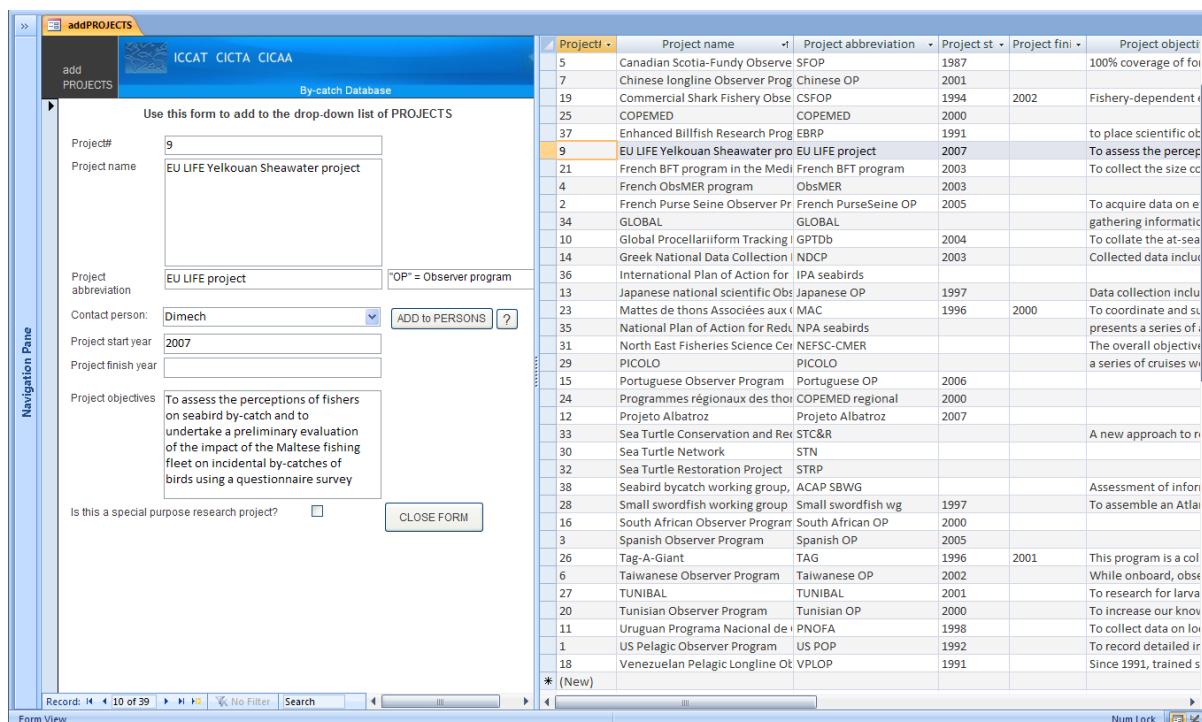 addPROJECTS
add
PROJECTS
ICCAT CICTA CICAA
By-catch Database
Use this form to add to the drop-down list of PROJECTS
Project# 9
Project name EU LIFE Yelkouan Sheawater project
Project
abbreviation EU LIFE project "OP" = Observer program
Contact person: Dimech ADD to PERSONS ?
Project start year 2007
Project finish year
Project objectives To assess the perceptions of fishers
on seabird by-catch and to
undertake a preliminary evaluation
of the impact of the Maltese fishing
fleet on incidental by-catches of
birds using a questionnaire survey
Is this a special purpose research project? CLOSE FORM
Navigation Pane
Record: 10 of 39 No Filter Search
Form View
Project# Project name Project abbreviation Project st Project fini Project objecti
5 Canadian Scotia-Fundy Observe SFOP 1987 100% coverage of fo
7 Chinese longline Observer Prog Chinese OP 2001
19 Commercial Shark Fishery Obse CSFOP 1994 2002 Fishery-dependent
25 COPEMED COPEMED 2000
37 Enhanced Billfish Research Prog EBRP 1991 to place scientific ob
9 EU LIFE Yelkouan Sheawater pro EU LIFE project 2007 To assess the percep
21 French BFT program in the Medi French BFT program 2003 To collect the size co
4 French ObsMER program ObsMER 2003
2 French Purse Seine Observer Pr French PurseSeine OP 2005 To acquire data on e
34 GLOBAL GLOBAL gathering informatic
10 Global Procellariiform Tracking GPTDb 2004 To collate the at-sea
14 Greek National Data Collection NDCP 2003 Collected data inclu
36 International Plan of Action for IPA seabirds
13 Japanese national scientific Obs Japanese OP 1997 Data collection inclu
23 Mattes de thons Associées aux MAC 1996 2000 To coordinate and su
35 National Plan of Action for Redu NPA seabirds presents a series of
31 North East Fisheries Science Cer NEFSC-CMER The overall objective
29 PICOLO PICOLO a series of cruises w
15 Portuguese Observer Program Portuguese OP 2006
24 Programmes régionaux des thor COPEMED regional 2000
12 Projeto Albatroz Projeto Albatroz 2007
33 Sea Turtle Conservation and Rec STC&R A new approach to r
30 Sea Turtle Network STN
32 Sea Turtle Restoration Project STRP
38 Seabird bycatch working group, ACAP SBWG Assessment of infor
28 Small swordfish working group Small swordfish wg 1997 To assemble an Atla
16 South African Observer Program South African OP 2000
3 Spanish Observer Program Spanish OP 2005
26 Tag-A-Giant TAG 1996 2001 This program is a col
6 Taiwanese Observer Program Taiwanese OP 2002 While onboard, obse
27 TUNIBAL TUNIBAL 2001 To research for larva
20 Tunisian Observer Program Tunisian OP 2000 To increase our know
11 Uruguan Programa Nacional de PNOFA 1998 To collect data on lo
1 US Pelagic Observer Program US POP 1992 To record detailed ir
18 Venezuelan Pelagic Longline Ob VPLOP 1991 Since 1991, trained s
(New)
Num Lock